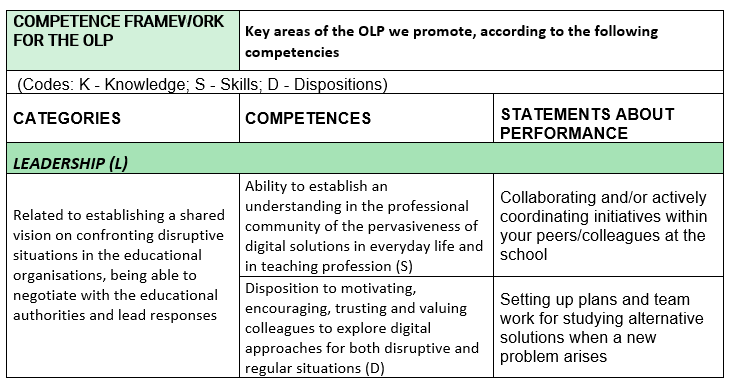 COMPETENCE FRAMEV/ORK
FOR THE OLP
Key areas of the OLP we promote, according to the following
competencies
(Codes: K - Knowledge; S - Skills; D - Dispositions)
CATEGORIES
COMPETENCES
STATEMENTS ABOUT
PERFORMANCE
LEADERSHIP (L)
Related to establishing a shared
vision on confronting disruptive
situations in the educational
organisations, being able to
negotiate with the educational
authorities and lead responses
Ability to establish an
understanding in the professional
community of the pervasiveness of
digital solutions in everyday life and
in teaching profession (S)
Collaborating and/or actively
coordinating initiatives within
your peers/colleagues at the
school
Disposition to motivating,
encouraging, trusting and valuing
colleagues to explore digital
approaches for both disruptive and
regular situations (D)
Setting up plans and team
work for studying alternative
solutions when a new
problem arises